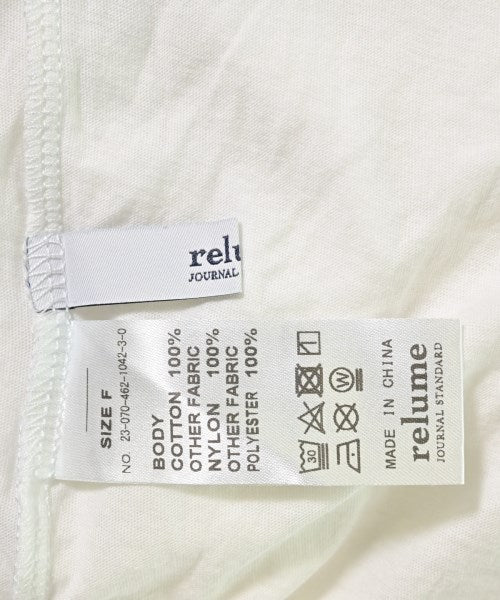 relu
JOURNAL
SIZE F
NO. 23-070-462-1042-3-0
BODY
COTTON 100%
OTHER FABRIC
NYLON 100%
OTHER FABRIC
POLYESTER 100%
30
W
MADE IN CHINA
relume
JOURNAL STANDARD